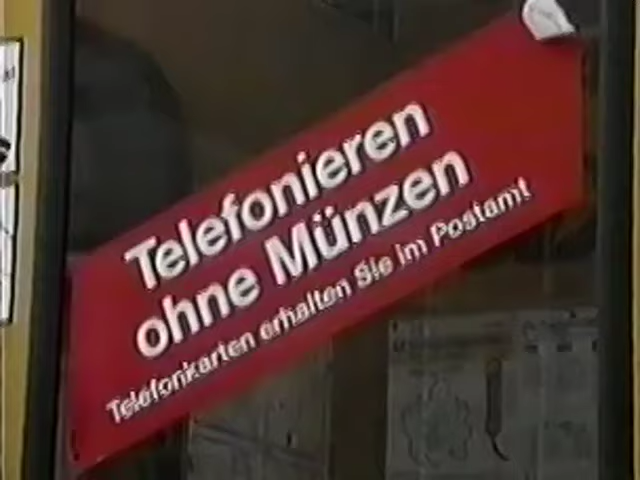 Telefonieren
ohne Münzen
Telefonkarten erhalten Sie im Postamt